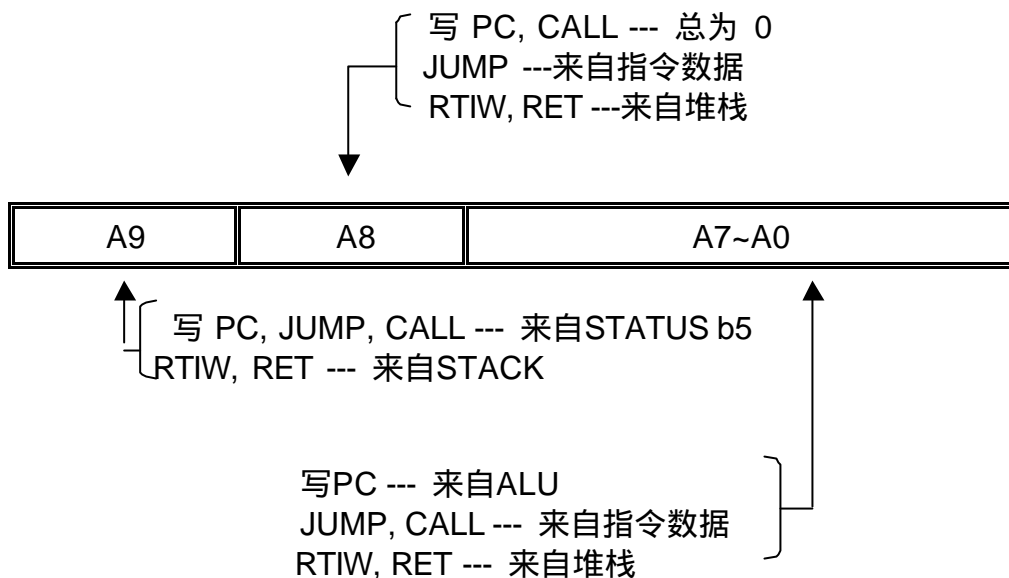 写 PC, CALL --- 总为 0
JUMP ---来自指令数据
RTIW, RET ---来自堆栈
A9 A8 A7~A0
写 PC, JUMP, CALL --- 来自STATUS b5
RTIW, RET --- 来自STACK
写PC --- 来自ALU
JUMP, CALL --- 来自指令数据
RTIW, RET --- 来自堆栈